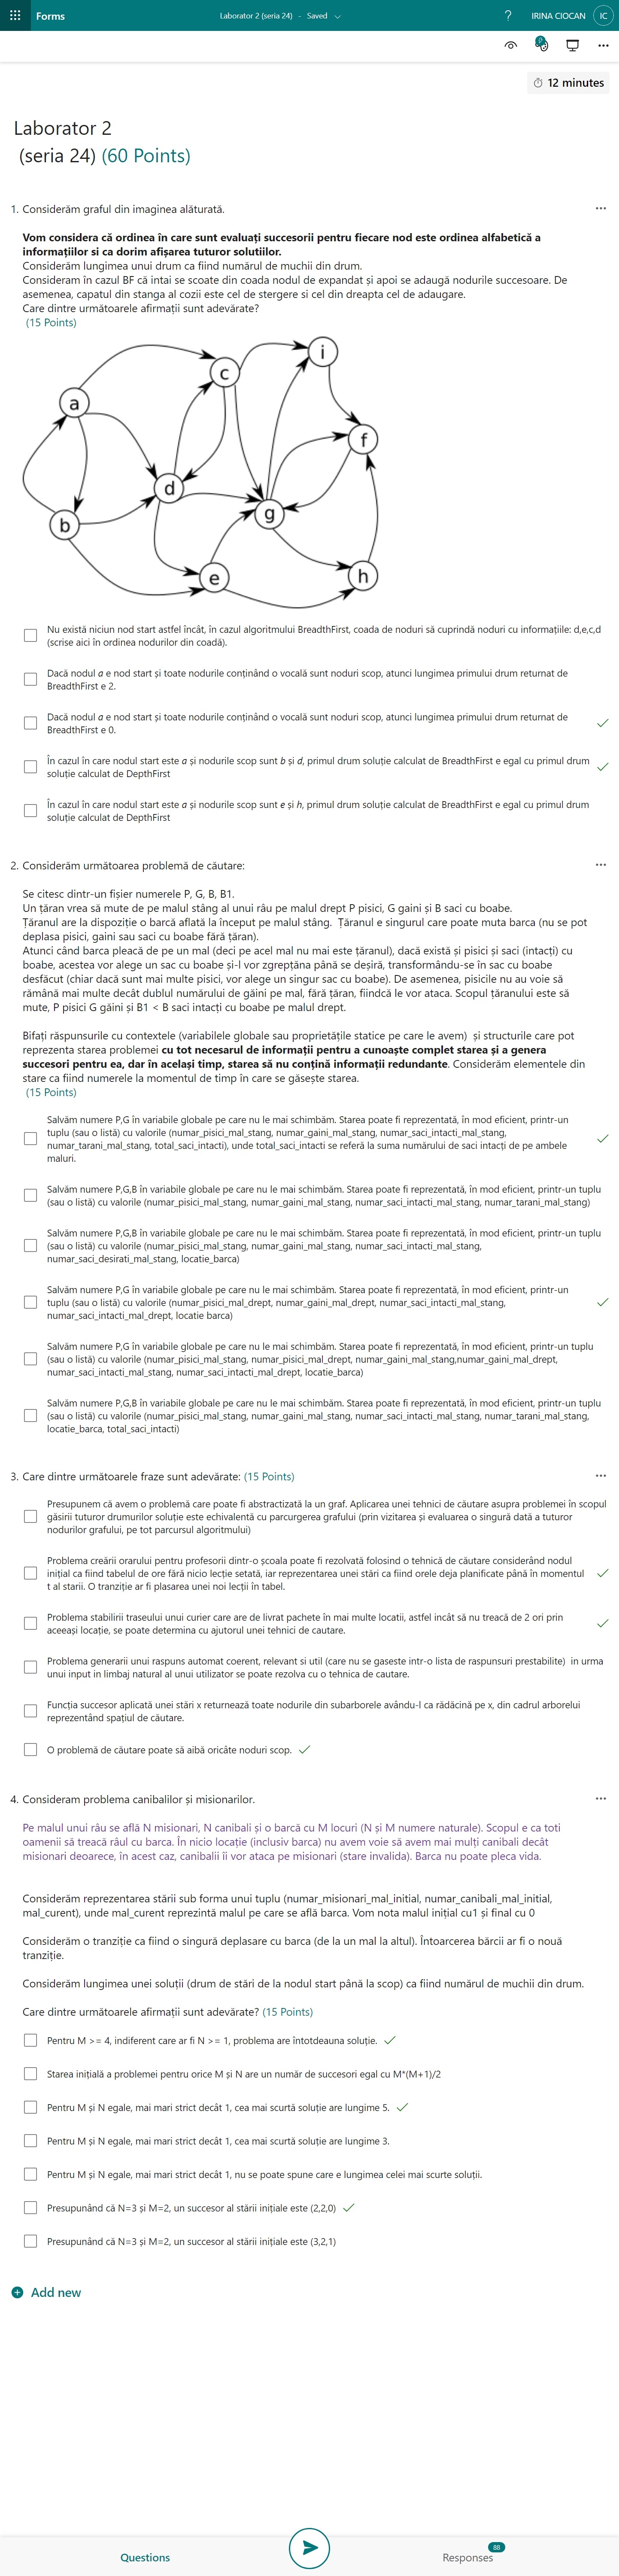 Forms
Laborator 2 (seria 24) - Saved
?
IRINA CIOCAN
IC
0
12 minutes
Laborator 2
(seria 24) (60 Points)
1. Considerăm graful din imaginea alăturată.
Vom considera că ordinea în care sunt evaluați succesorii pentru fiecare nod este ordinea alfabetică a
informațiilor si ca dorim afișarea tuturor solutiilor.
Considerăm lungimea unui drum ca fiind numărul de muchii din drum.
Consideram în cazul BF că intai se scoate din coada nodul de expandat și apoi se adaugă nodurile succesoare. De
asemenea, capatul din stanga al cozii este cel de stergere si cel din dreapta cel de adaugare.
Care dintre următoarele afirmații sunt adevărate?
(15 Points)
i
c
a
f
d
g
b
e
h
Nu există niciun nod start astfel încât, în cazul algoritmului BreadthFirst, coada de noduri să cuprindă noduri cu informațiile: d,e,c,d
(scrise aici în ordinea nodurilor din coadă).
Dacă nodul a e nod start și toate nodurile conținând o vocală sunt noduri scop, atunci lungimea primului drum returnat de
BreadthFirst e 2.
Dacă nodul a e nod start și toate nodurile conținând o vocală sunt noduri scop, atunci lungimea primului drum returnat de
BreadthFirst e 0.
În cazul în care nodul start este a și nodurile scop sunt b și d, primul drum soluție calculat de BreadthFirst e egal cu primul drum
soluție calculat de DepthFirst
În cazul în care nodul start este a și nodurile scop sunt e și h, primul drum soluție calculat de BreadthFirst e egal cu primul drum
soluție calculat de DepthFirst
2. Considerăm următoarea problemă de căutare:
Se citesc dintr-un fișier numerele P, G, B, B1.
Un țăran vrea să mute de pe malul stâng al unui râu pe malul drept P pisici, G gaini și B saci cu boabe.
Țăranul are la dispoziție o barcă aflată la început pe malul stâng. Țăranul e singurul care poate muta barca (nu se pot
deplasa pisici, gaini sau saci cu boabe fără țăran).
Atunci când barca pleacă de pe un mal (deci pe acel mal nu mai este țăranul), dacă există și pisici și saci (intacți) cu
boabe, acestea vor alege un sac cu boabe și-l vor zgrepțăna până se deșiră, transformându-se în sac cu boabe
desfăcut (chiar dacă sunt mai multe pisici, vor alege un singur sac cu boabe). De asemenea, pisicile nu au voie să
rămână mai multe decât dublul numărului de găini pe mal, fără țăran, fiindcă le vor ataca. Scopul țăranului este să
mute, P pisici G găini și B1 < B saci intacți cu boabe pe malul drept.
Bifați răspunsurile cu contextele (variabilele globale sau proprietățile statice pe care le avem) și structurile care pot
reprezenta starea problemei cu tot necesarul de informații pentru a cunoaște complet starea și a genera
succesori pentru ea, dar în același timp, starea să nu conțină informații redundante. Considerăm elementele din
stare ca fiind numerele la momentul de timp în care se găsește starea.
(15 Points)
Salvăm numere P,G în variabile globale pe care nu le mai schimbăm. Starea poate fi reprezentată, în mod eficient, printr-un
tuplu (sau o listă) cu valorile (numar_pisici_mal_stang, numar_gaini_mal_stang, numar_saci_intacti_mal_stang,
numar_tarani_mal_stang, total_saci_intacti), unde total_saci_intacti se referă la suma numărului de saci intacți de pe ambele
maluri.
Salvăm numere P,G,B în variabile globale pe care nu le mai schimbăm. Starea poate fi reprezentată, în mod eficient, printr-un tuplu
(sau o listă) cu valorile (numar_pisici_mal_stang, numar_gaini_mal_stang, numar_saci_intacti_mal_stang, numar_tarani_mal_stang)
Salvăm numere P,G,B în variabile globale pe care nu le mai schimbăm. Starea poate fi reprezentată, în mod eficient, printr-un tuplu
(sau o listă) cu valorile (numar_pisici_mal_stang, numar_gaini_mal_stang, numar_saci_intacti_mal_stang,
numar_saci_desirati_mal_stang, locatie_barca)
Salvăm numere P,G în variabile globale pe care nu le mai schimbăm. Starea poate fi reprezentată, în mod eficient, printr-un
tuplu (sau o listă) cu valorile (numar_pisici_mal_drept, numar_gaini_mal_drept, numar_saci_intacti_mal_stang,
numar_saci_intacti_mal_drept, locatie barca)
Salvăm numere P,G în variabile globale pe care nu le mai schimbăm. Starea poate fi reprezentată, în mod eficient, printr-un tuplu
(sau o listă) cu valorile (numar_pisici_mal_stang, numar_pisici_mal_drept, numar_gaini_mal_stang,numar_gaini_mal_drept,
numar_saci_intacti_mal_stang, numar_saci_intacti_mal_drept, locatie_barca)
Salvăm numere P,G,B în variabile globale pe care nu le mai schimbăm. Starea poate fi reprezentată, în mod eficient, printr-un tuplu
(sau o listă) cu valorile (numar_pisici_mal_stang, numar_gaini_mal_stang, numar_saci_intacti_mal_stang, numar_tarani_mal_stang,
locatie_barca, total_saci_intacti)
3. Care dintre următoarele fraze sunt adevărate: (15 Points)
Presupunem că avem o problemă care poate fi abstractizată la un graf. Aplicarea unei tehnici de căutare asupra problemei în scopul
găsirii tuturor drumurilor soluție este echivalentă cu parcurgerea grafului (prin vizitarea și evaluarea o singură dată a tuturor
nodurilor grafului, pe tot parcursul algoritmului)
Problema creării orarului pentru profesorii dintr-o școala poate fi rezolvată folosind o tehnică de căutare considerând nodul
inițial ca fiind tabelul de ore fără nicio lecție setată, iar reprezentarea unei stări ca fiind orele deja planificate până în momentul
t al starii. O tranziție ar fi plasarea unei noi lecții în tabel.
Problema stabilirii traseului unui curier care are de livrat pachete în mai multe locatii, astfel incât să nu treacă de 2 ori prin
aceeași locație, se poate determina cu ajutorul unei tehnici de cautare.
Problema generarii unui raspuns automat coerent, relevant si util (care nu se gaseste intr-o lista de raspunsuri prestabilite) in urma
unui input in limbaj natural al unui utilizator se poate rezolva cu o tehnica de cautare.
Funcția succesor aplicată unei stări x returnează toate nodurile din subarborele avându-l ca rădăcină pe x, din cadrul arborelui
reprezentând spațiul de căutare.
O problemă de căutare poate să aibă oricâte noduri scop.
4. Consideram problema canibalilor și misionarilor.
Pe malul unui râu se află N misionari, N canibali și o barcă cu M locuri (N și M numere naturale). Scopul e ca toti
oamenii să treacă râul cu barca. În nicio locație (inclusiv barca) nu avem voie să avem mai mulți canibali decât
misionari deoarece, în acest caz, canibalii îi vor ataca pe misionari (stare invalida). Barca nu poate pleca vida.
Considerăm reprezentarea stării sub forma unui tuplu (numar_misionari_mal_initial, numar_canibali_mal_initial,
mal_curent), unde mal_curent reprezintă malul pe care se află barca. Vom nota malul inițial cu1 și final cu 0
Considerăm o tranziție ca fiind o singură deplasare cu barca (de la un mal la altul). Întoarcerea bărcii ar fi o nouă
tranziție.
Considerăm lungimea unei soluții (drum de stări de la nodul start până la scop) ca fiind numărul de muchii din drum.
Care dintre următoarele afirmații sunt adevărate? (15 Points)
Pentru M >= 4, indiferent care ar fi N >= 1, problema are întotdeauna soluție.
Starea inițială a problemei pentru orice M și N are un număr de succesori egal cu M*(M+1)/2
Pentru M și N egale, mai mari strict decât 1, cea mai scurtă soluție are lungime 5.
Pentru M și N egale, mai mari strict decât 1, cea mai scurtă soluție are lungime 3.
Pentru M și N egale, mai mari strict decât 1, nu se poate spune care e lungimea celei mai scurte soluții.
Presupunând că N=3 și M=2, un succesor al stării inițiale este (2,2,0)
Presupunând că N=3 și M=2, un succesor al stării inițiale este (3,2,1)
Add new
Questions
Responses
88